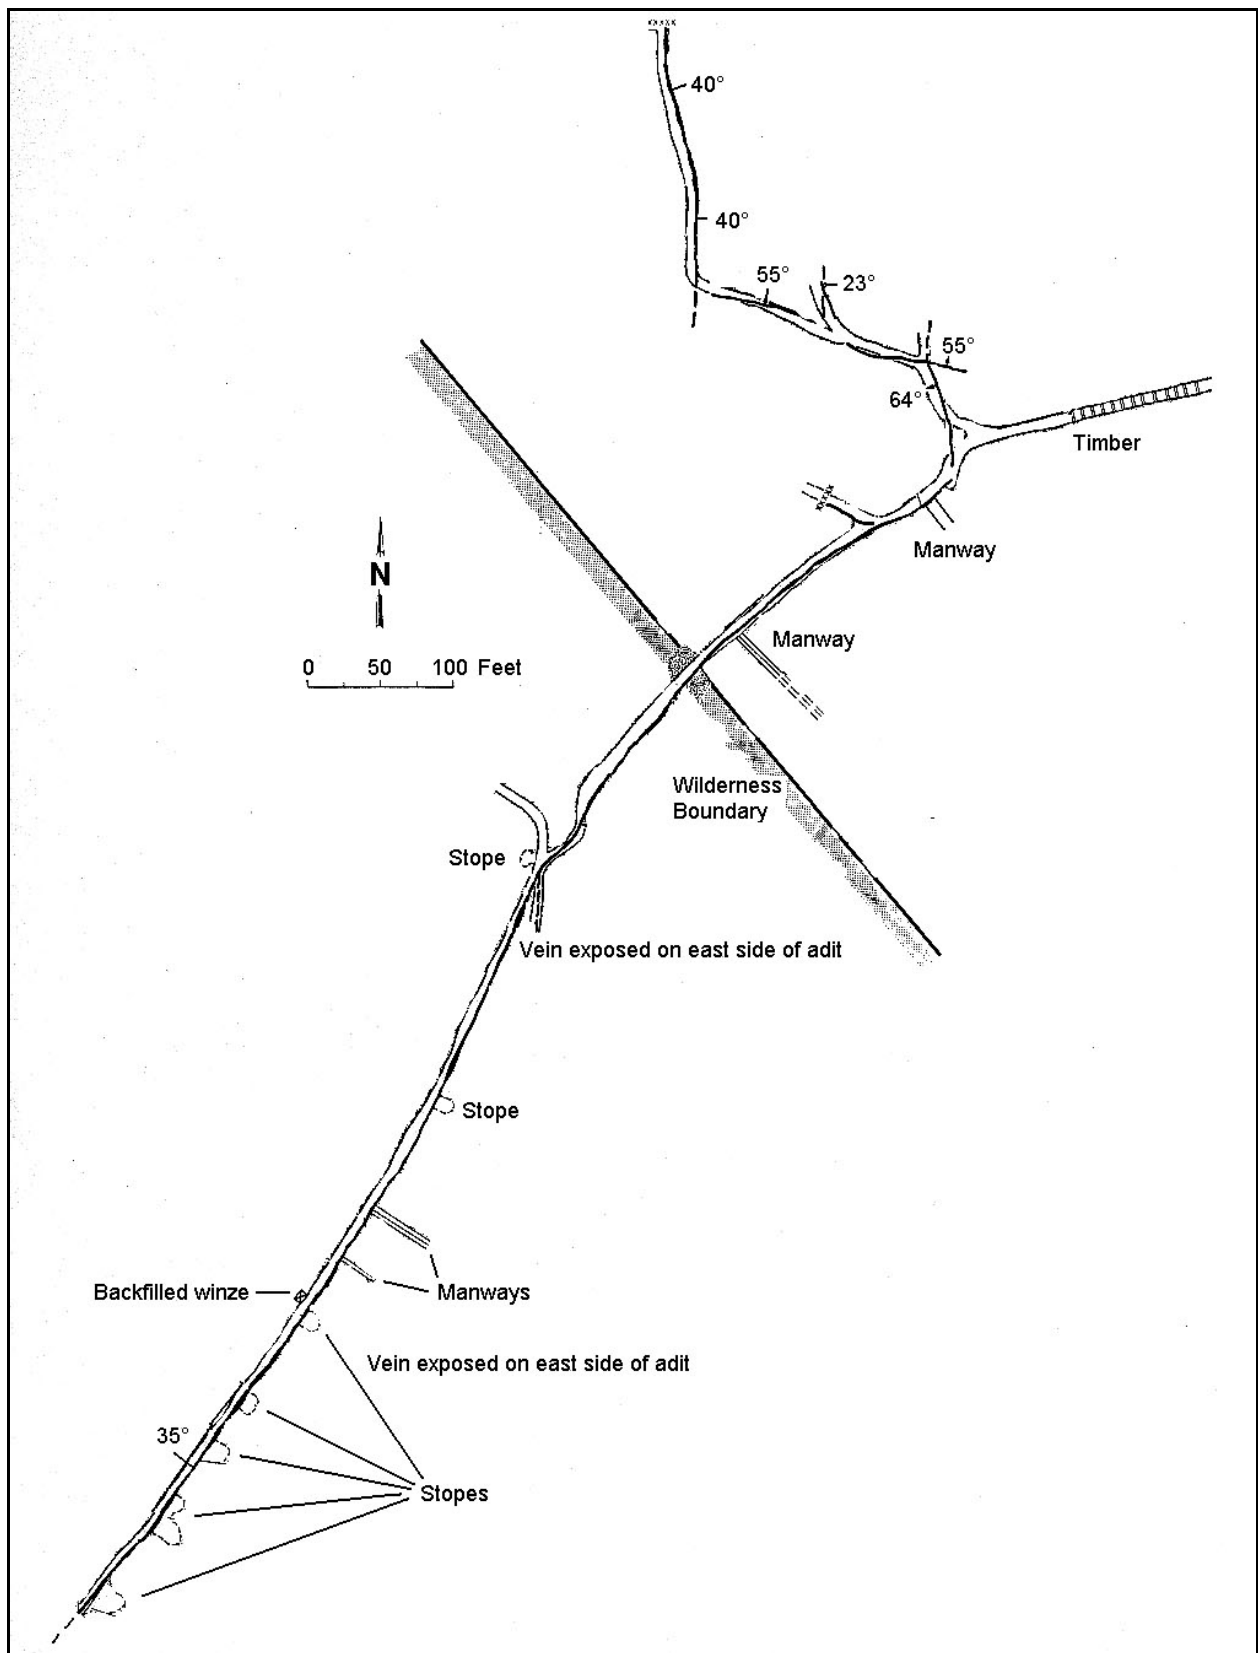 xxxxx
40°
40°
55°
23°
55°
64°
Timber
Manway
N
Manway
0 50 100 Feet
Wilderness
Boundary
Stope
Vein exposed on east side of adit
Stope
Backfilled winze
Manways
Vein exposed on east side of adit
35°
Stopes